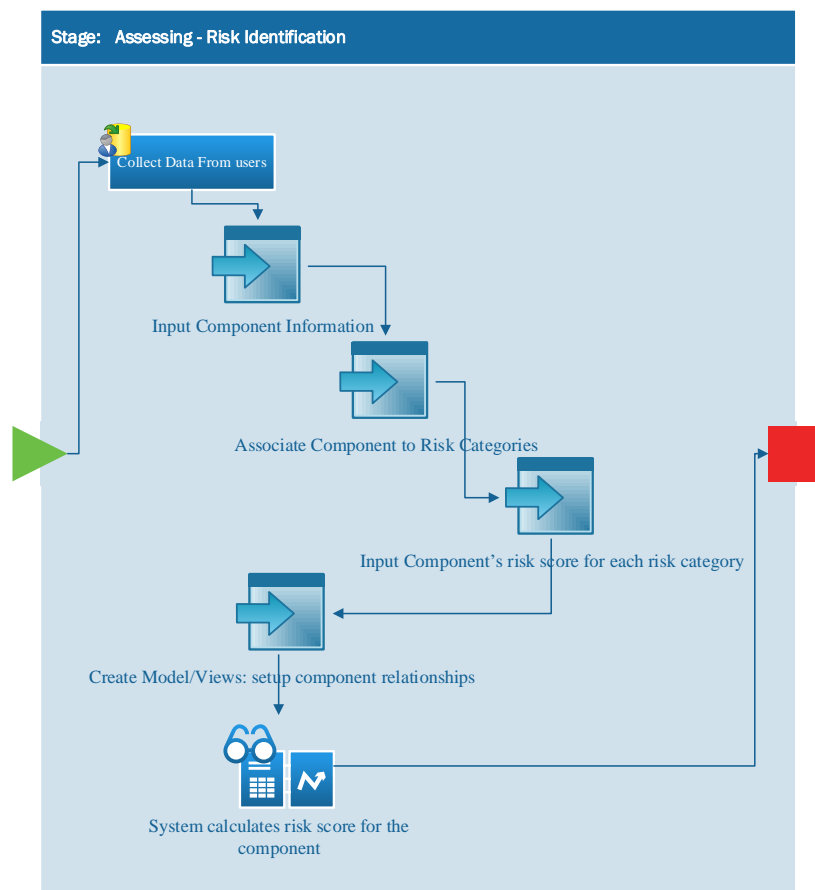 Stage:   Assessing - Risk Identification
Collect Data From users
Input Component Information
Associate Component to Risk Categories
Input Component’s risk score for each risk category
Create Model/Views: setup component relationships
System calculates risk score for the
component